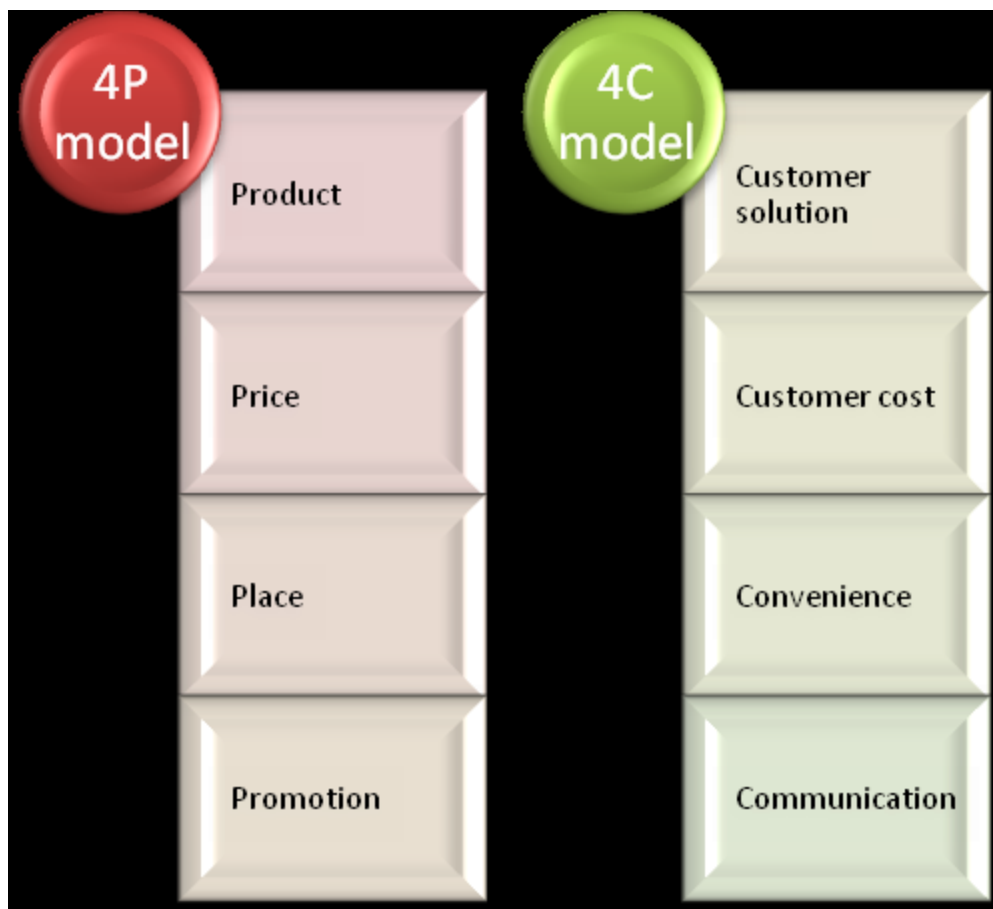 4P
model
Product
Price
Place
Promotion
4C
model
Customer
solution
Customer cost
Convenience
Communication